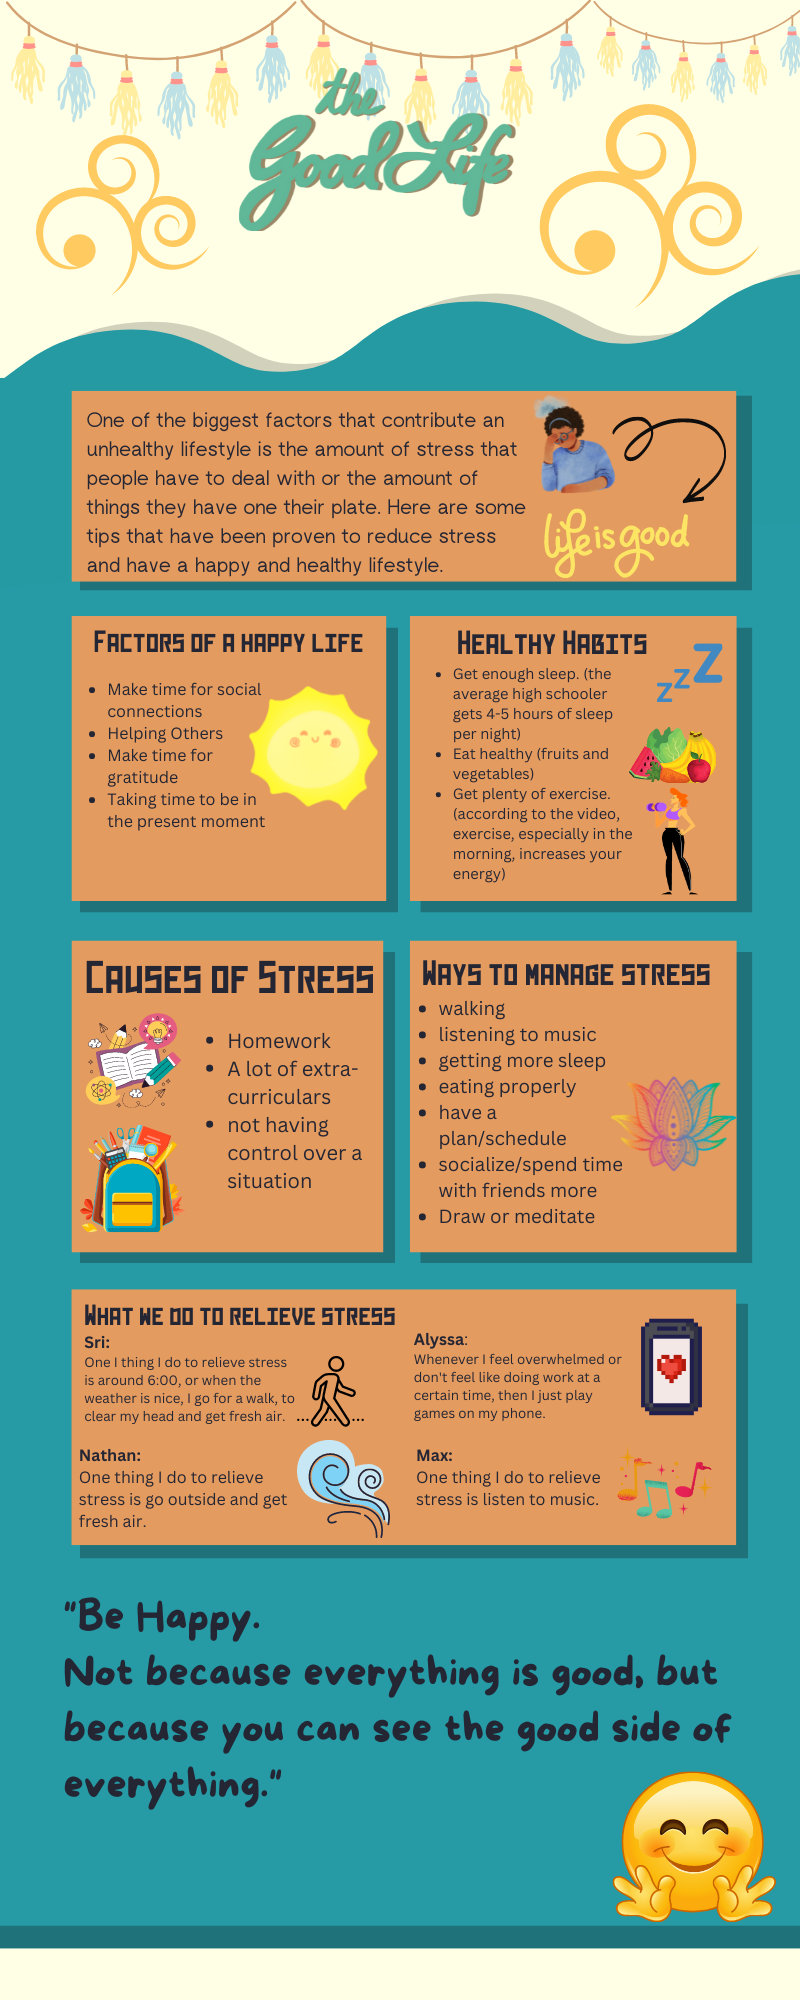 the
Good Life
One of the biggest factors that contribute an
unhealthy lifestyle is the amount of stress that
people have to deal with or the amount of
things they have one their plate. Here are some
tips that have been proven to reduce stress
and have a happy and healthy lifestyle.
life is good
Factors of a happy life
• Make time for social
connections
• Helping Others
• Make time for
gratitude
• Taking time to be in
the present moment
Healthy Habits
• Get enough sleep. (the
average high schooler
gets 4-5 hours of sleep
per night)
• Eat healthy (fruits and
vegetables)
• Get plenty of exercise.
(according to the video,
exercise, especially in the
morning, increases your
energy)
z z Z
Causes of Stress
• Homework
• A lot of extra-
curriculars
• not having
control over a
situation
Ways to manage stress
• walking
• listening to music
• getting more sleep
• eating properly
• have a
plan/schedule
• socialize/spend time
with friends more
• Draw or meditate
What we do to relieve stress
Sri:
One I thing I do to relieve stress
is around 6:00, or when the
weather is nice, I go for a walk, to
clear my head and get fresh air.
Alyssa:
Whenever I feel overwhelmed or
don't feel like doing work at a
certain time, then I just play
games on my phone.
Nathan:
One thing I do to relieve
stress is go outside and get
fresh air.
Max:
One thing I do to relieve
stress is listen to music.
"Be Happy.
Not because everything is good, but
because you can see the good side of
everything."